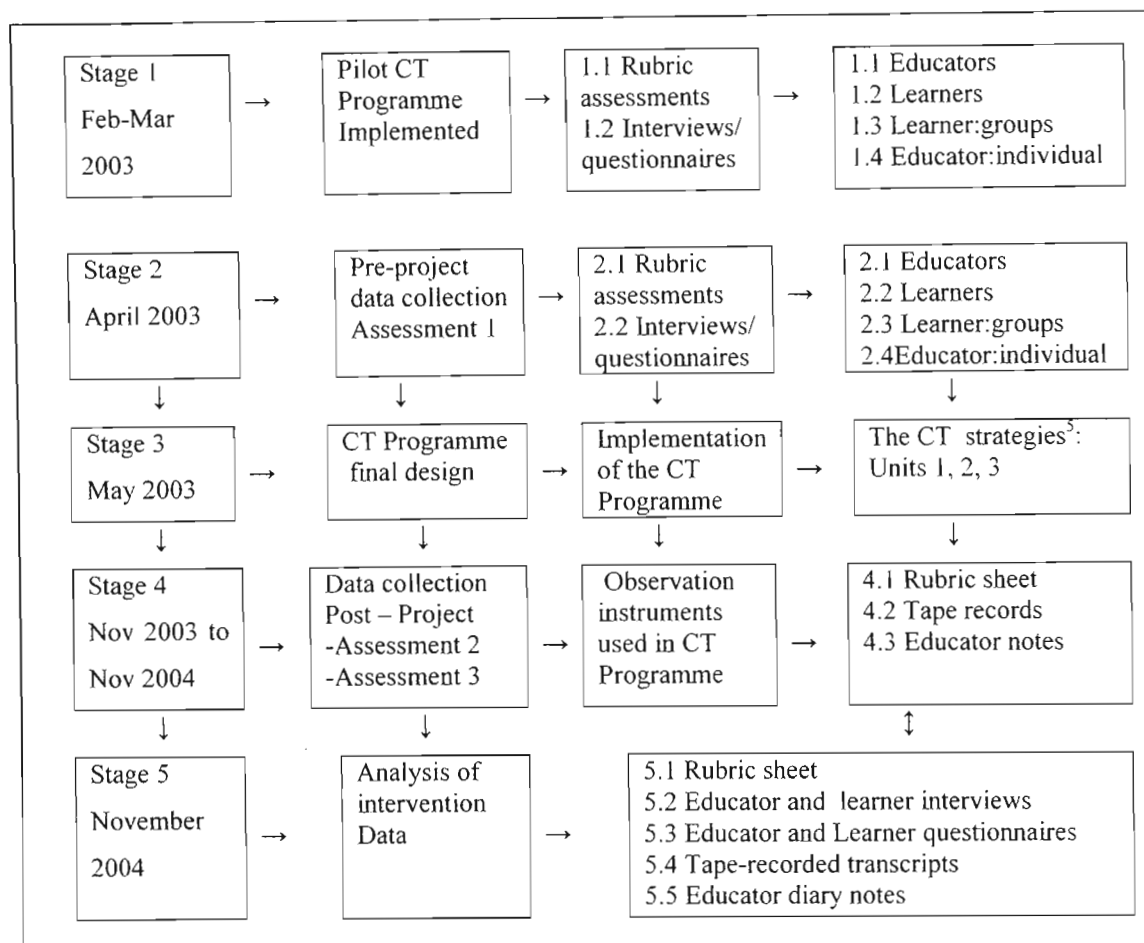 Stage 1
Feb-Mar
2003
→
Pilot CT
Programme
Implemented
→
1.1 Rubric
assessments
1.2 Interviews/
questionnaires
→
1.1 Educators
1.2 Learners
1.3 Learner:groups
1.4 Educator:individual
Stage 2
April 2003
→
Pre-project
data collection
Assessment 1
→
2.1 Rubric
assessments
2.2 Interviews/
questionnaires
→
2.1 Educators
2.2 Learners
2.3 Learner:groups
2.4Educator:individual
↓ ↓ ↓ ↓
Stage 3
May 2003
→
CT Programme
final design
→
Implementation
of the CT
Programme
→
The CT strategies⁵:
Units 1, 2, 3
↓ ↓ ↓ ↓
Stage 4
Nov 2003 to
Nov 2004
→
Data collection
Post – Project
-Assessment 2
-Assessment 3
→
Observation
instruments
used in CT
Programme
→
4.1 Rubric sheet
4.2 Tape records
4.3 Educator notes
↓ ↓ ↕
Stage 5
November
2004
→
Analysis of
intervention
Data
→
5.1 Rubric sheet
5.2 Educator and learner interviews
5.3 Educator and Learner questionnaires
5.4 Tape-recorded transcripts
5.5 Educator diary notes